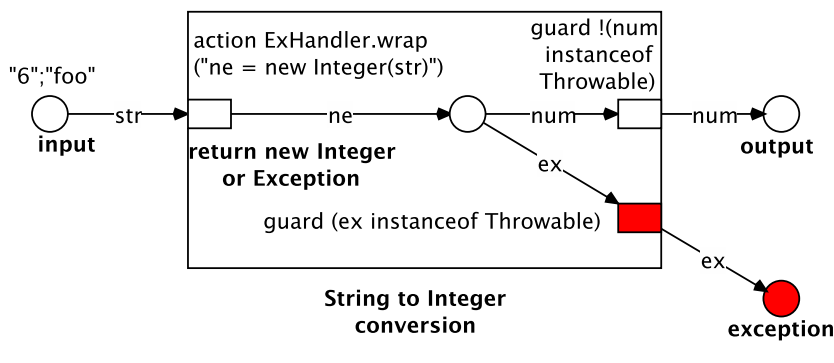 action ExHandler.wrap
("ne = new Integer(str)")
guard !(num
instanceof
Throwable)
"6";"foo"
str
ne
num
num
input
output
return new Integer
or Exception
ex
guard (ex instanceof Throwable)
ex
String to Integer
conversion
exception